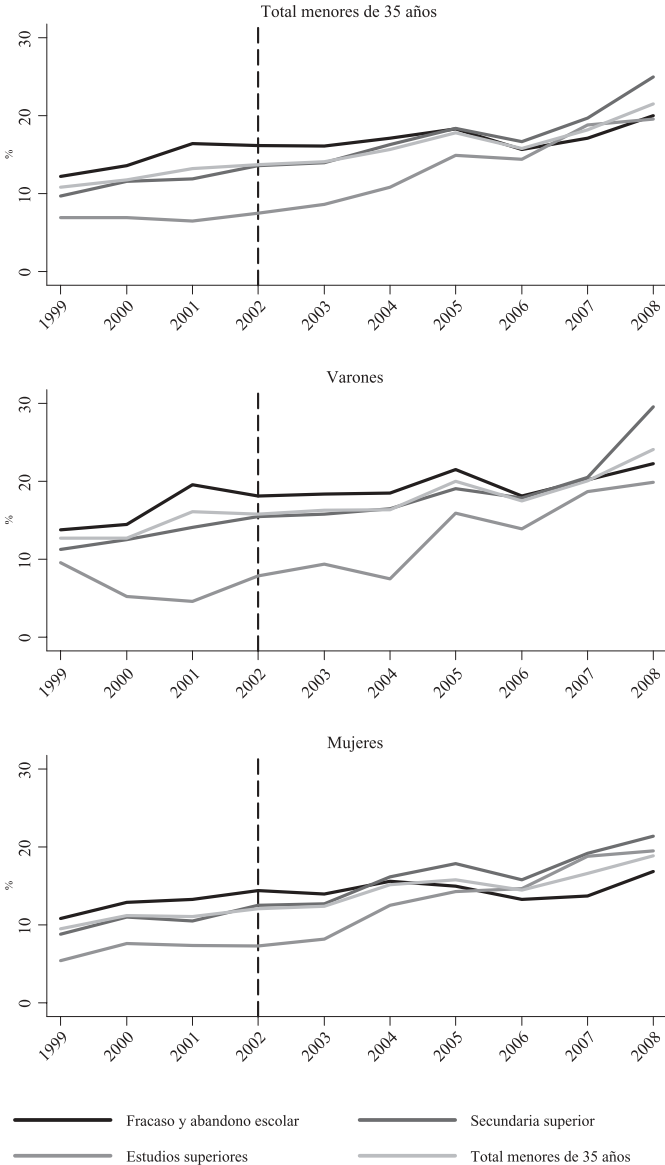 Total menores de 35 años
30
20
%
10
0
1999 2000 2001 2002 2003 2004 2005 2006 2007 2008
Varones
30
20
%
10
0
1999 2000 2001 2002 2003 2004 2005 2006 2007 2008
Mujeres
30
20
%
10
0
1999 2000 2001 2002 2003 2004 2005 2006 2007 2008
Fracaso y abandono escolar Secundaria superior
Estudios superiores Total menores de 35 años